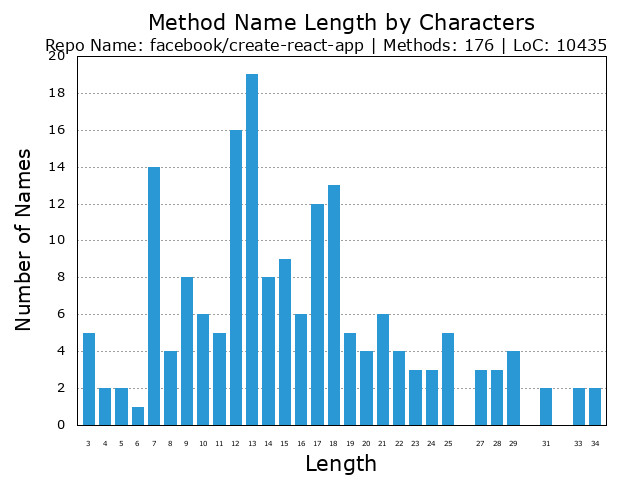 Method Name Length by Characters
Repo Name: facebook/create-react-app | Methods: 176 | LoC: 10435
20
18
16
14
12
10
8
6
4
2
0
Number of Names
3 4 5 6 7 8 9 10 11 12 13 14 15 16 17 18 19 20 21 22 23 24 25 27 28 29 31 33 34
Length